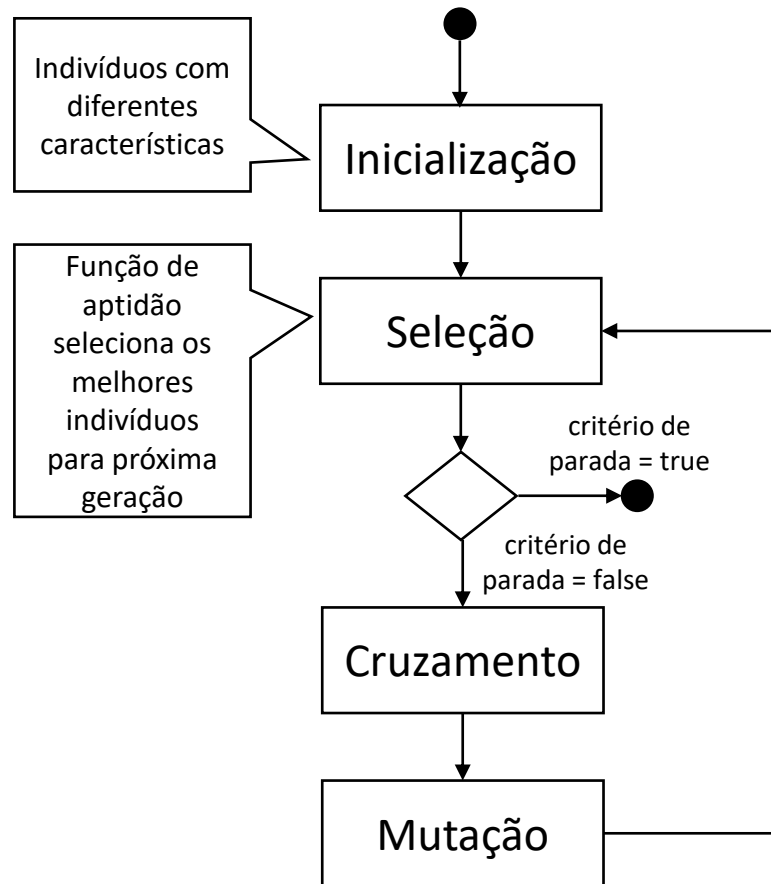 Indivíduos com
diferentes
características
Inicialização
Função de
aptidão
seleciona os
melhores
indivíduos
para próxima
geração
Seleção
critério de
parada = true
critério de
parada = false
Cruzamento
Mutação